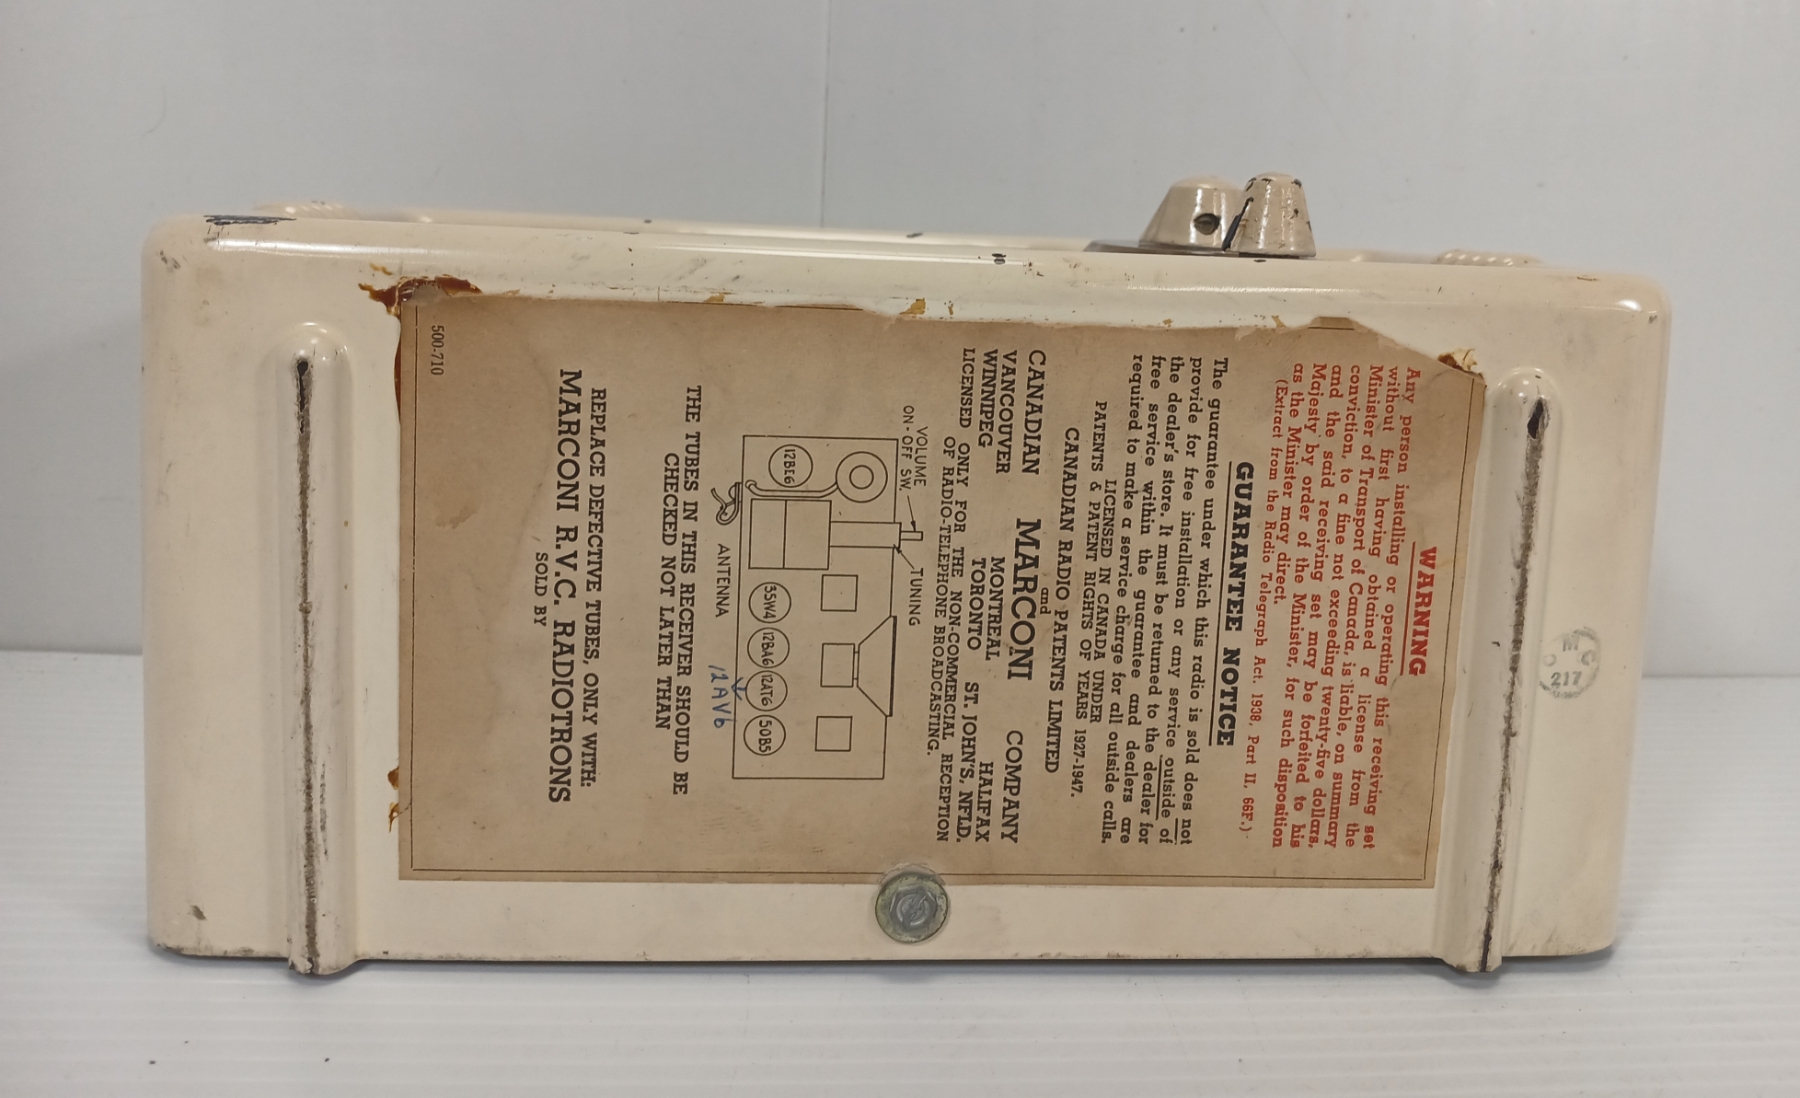 WARNING
Any person installing or operating this receiving set
without first having obtained a license from the
Minister of Transport of Canada, is liable, on summary
conviction, to a fine not exceeding twenty-five dollars,
and the said receiving set may be forfeited to his
Majesty by order of the Minister, for such disposition
as the Minister may direct.
(Extract from the Radio Telegraph Act, 1938, Part II, 66F.)
GUARANTEE NOTICE
The guarantee under which this radio is sold does not
provide for free installation or any service outside of
the dealer's store. It must be returned to the dealer for
free service within the guarantee and dealers are
required to make a service charge for all outside calls.
LICENSED IN CANADA UNDER
PATENTS & PATENT RIGHTS OF YEARS 1927-1947.
CANADIAN RADIO PATENTS LIMITED
and
CANADIAN MARCONI COMPANY
VANCOUVER MONTREAL HALIFAX
WINNIPEG TORONTO ST. JOHN'S, NFLD.
LICENSED ONLY FOR THE NON-COMMERCIAL RECEPTION
OF RADIO-TELEPHONE BROADCASTING.
VOLUME
ON-OFF SW.
TUNING
12BE6
35W4
12BA6
12AT6
50B5
12AV6
ANTENNA
THE TUBES IN THIS RECEIVER SHOULD BE
CHECKED NOT LATER THAN
REPLACE DEFECTIVE TUBES, ONLY WITH:
MARCONI R.V.C. RADIOTRONS
SOLD BY
500-710
MC
217